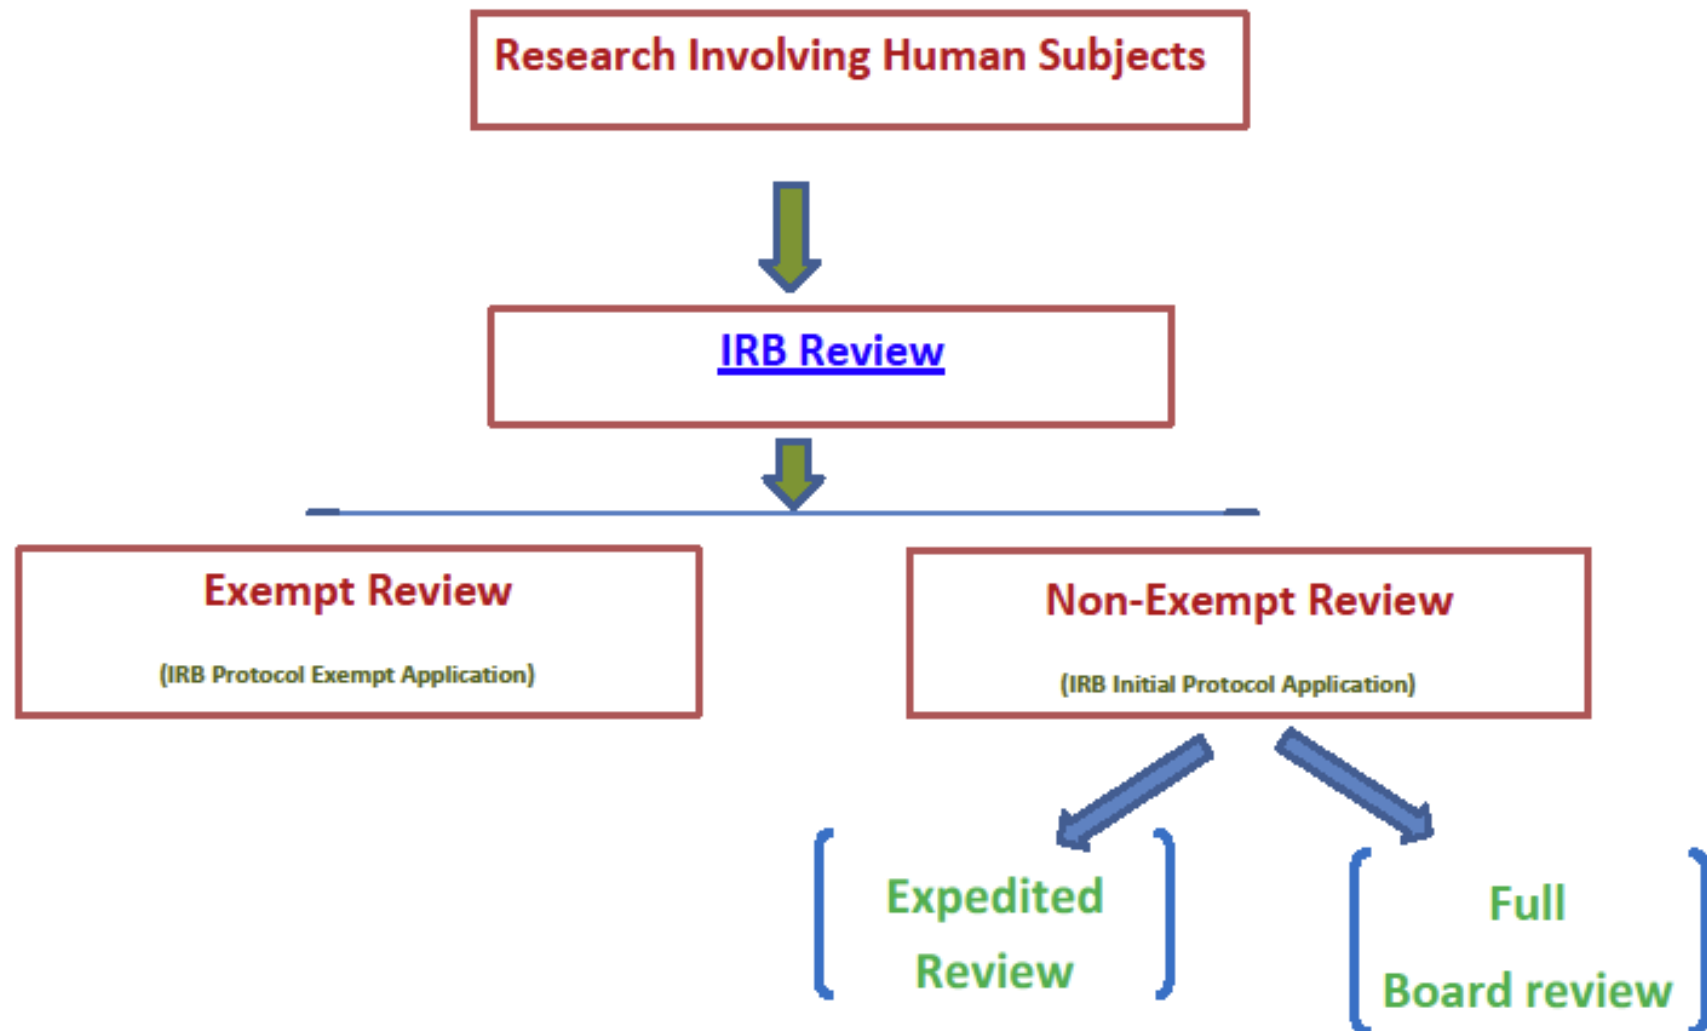 Research Involving Human Subjects
IRB Review
Exempt Review
(IRB Protocol Exempt Application)
Non-Exempt Review
(IRB Initial Protocol Application)
Expedited
Review
Full
Board review